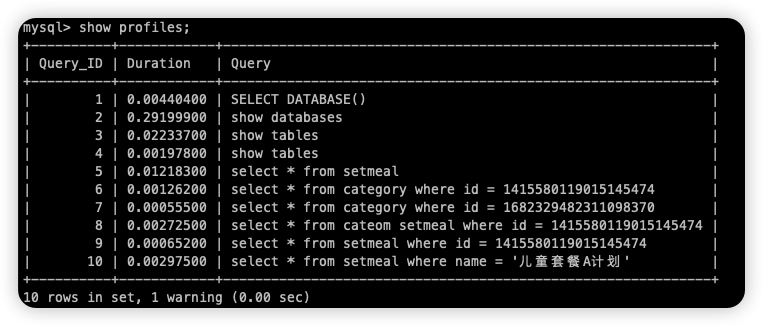 mysql> show profiles;
+----------+------------+---------------------------------------------------------------+
| Query_ID | Duration   | Query                                                         |
+----------+------------+---------------------------------------------------------------+
|        1 | 0.00440400 | SELECT DATABASE()                                             |
|        2 | 0.29199900 | show databases                                                |
|        3 | 0.02233700 | show tables                                                   |
|        4 | 0.00197800 | show tables                                                   |
|        5 | 0.01218300 | select * from setmeal                                         |
|        6 | 0.00126200 | select * from category where id = 1415580119015145474         |
|        7 | 0.00055500 | select * from category where id = 1682329482311098370         |
|        8 | 0.00272500 | select * from cateom setmeal where id = 1415580119015145474 |
|        9 | 0.00065200 | select * from setmeal where id = 1415580119015145474          |
|       10 | 0.00297500 | select * from setmeal where name = '儿童套餐A计划'            |
+----------+------------+---------------------------------------------------------------+
10 rows in set, 1 warning (0.00 sec)